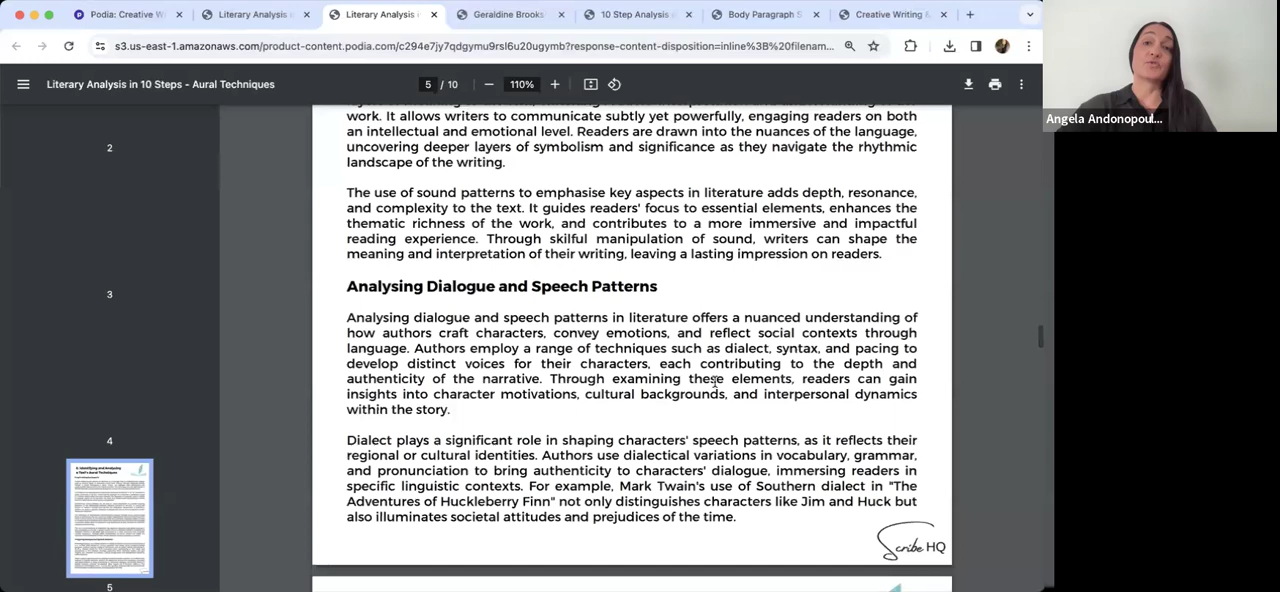 Podia: Creative W
Literary Analysis i
Literary Analysis i
Geraldine Brooks
10 Step Analysis
Body Paragraph S
Creative Writing &
s3.us-east-1.amazonaws.com/product-content.podia/c294e7jy7qdgymu9rsl6u20ugymb?response-content-disposition=inline%3B%20filenam...
Literary Analysis in 10 Steps - Aural Techniques
5 / 10
110%
Angela Andonopoul...
work. It allows writers to communicate subtly yet powerfully, engaging readers on both
an intellectual and emotional level. Readers are drawn into the nuances of the language,
uncovering deeper layers of symbolism and significance as they navigate the rhythmic
landscape of the writing.
The use of sound patterns to emphasise key aspects in literature adds depth, resonance,
and complexity to the text. It guides readers' focus to essential elements, enhances the
thematic richness of the work, and contributes to a more immersive and impactful
reading experience. Through skilful manipulation of sound, writers can shape the
meaning and interpretation of their writing, leaving a lasting impression on readers.
Analysing Dialogue and Speech Patterns
Analysing dialogue and speech patterns in literature offers a nuanced understanding of
how authors craft characters, convey emotions, and reflect social contexts through
language. Authors employ a range of techniques such as dialect, syntax, and pacing to
develop distinct voices for their characters, each contributing to the depth and
authenticity of the narrative. Through examining these elements, readers can gain
insights into character motivations, cultural backgrounds, and interpersonal dynamics
within the story.
Dialect plays a significant role in shaping characters' speech patterns, as it reflects their
regional or cultural identities. Authors use dialectical variations in vocabulary, grammar,
and pronunciation to bring authenticity to characters' dialogue, immersing readers in
specific linguistic contexts. For example, Mark Twain's use of Southern dialect in "The
Adventures of Huckleberry Finn" not only distinguishes characters like Jim and Huck but
also illuminates societal attitudes and prejudices of the time.
Scribe HQ
2
3
4
5